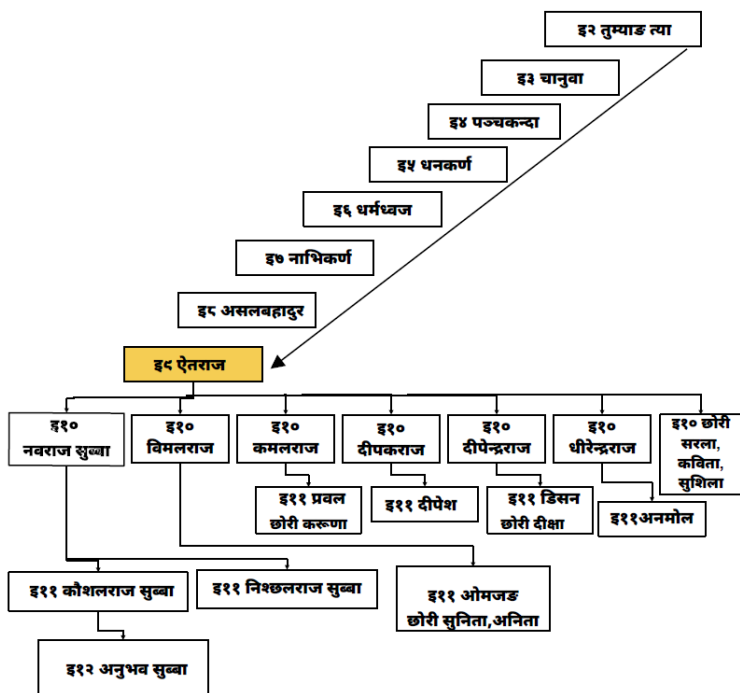 इ२ तुम्याङ त्या
इ३ चानुवा
इ४ पञ्चकन्दा
इ५ धनकर्ण
इ६ धर्मध्वज
इ७ नाभिकर्ण
इ८ असलबहादुर
इ९ ऐतराज
इ१०
नवराज सुब्बा
इ१०
विमलराज
इ१०
कमलराज
इ१०
दीपकराज
इ१०
दीपेन्द्रराज
इ१०
धीरेन्द्रराज
इ१० छोरी
सरला,
कविता,
सुशिला
इ११ प्रवल
छोरी करूणा
इ११ दीपेश
इ११ डिसन
छोरी दीक्षा
इ११अनमोल
इ११ कौशलराज सुब्बा
इ११ निश्छलराज सुब्बा
इ११ ओमजङ
छोरी सुनिता,अनिता
इ१२ अनुभव सुब्बा